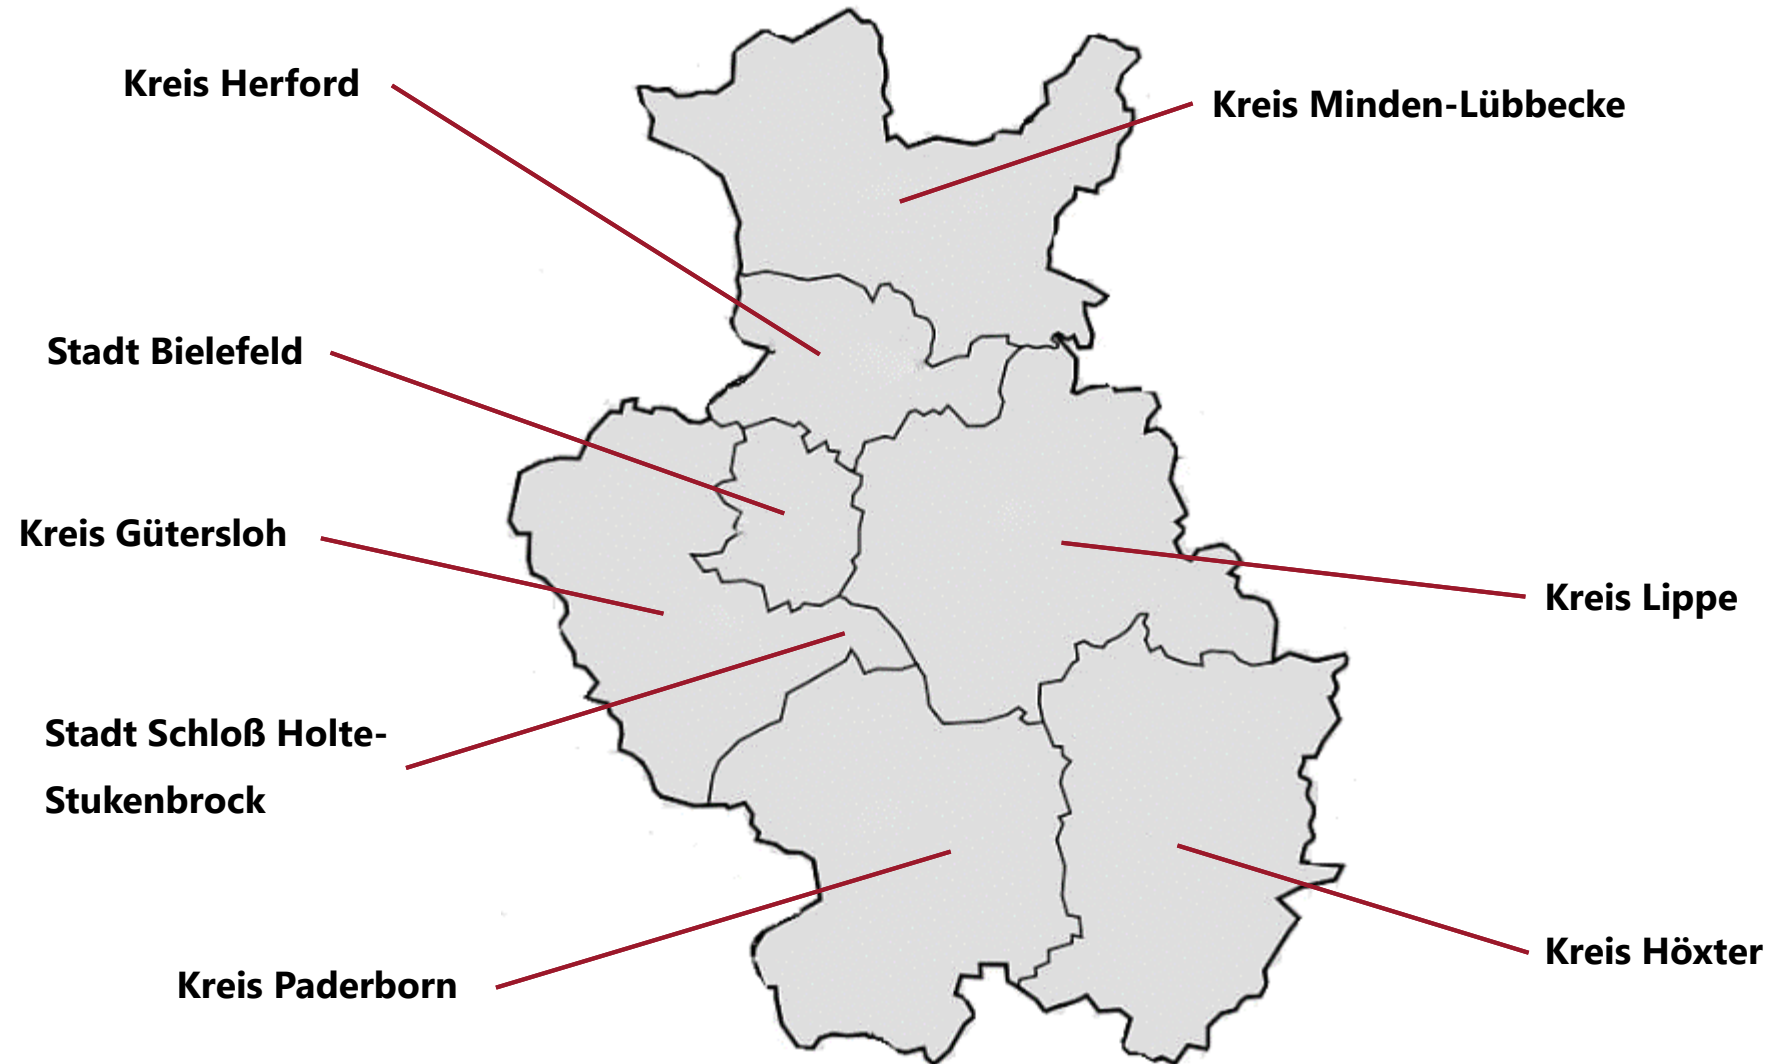 Kreis Herford
Kreis Minden-Lübbecke
Stadt Bielefeld
Kreis Gütersloh
Kreis Lippe
Stadt Schloß Holte-
Stukenbrock
Kreis Höxter
Kreis Paderborn